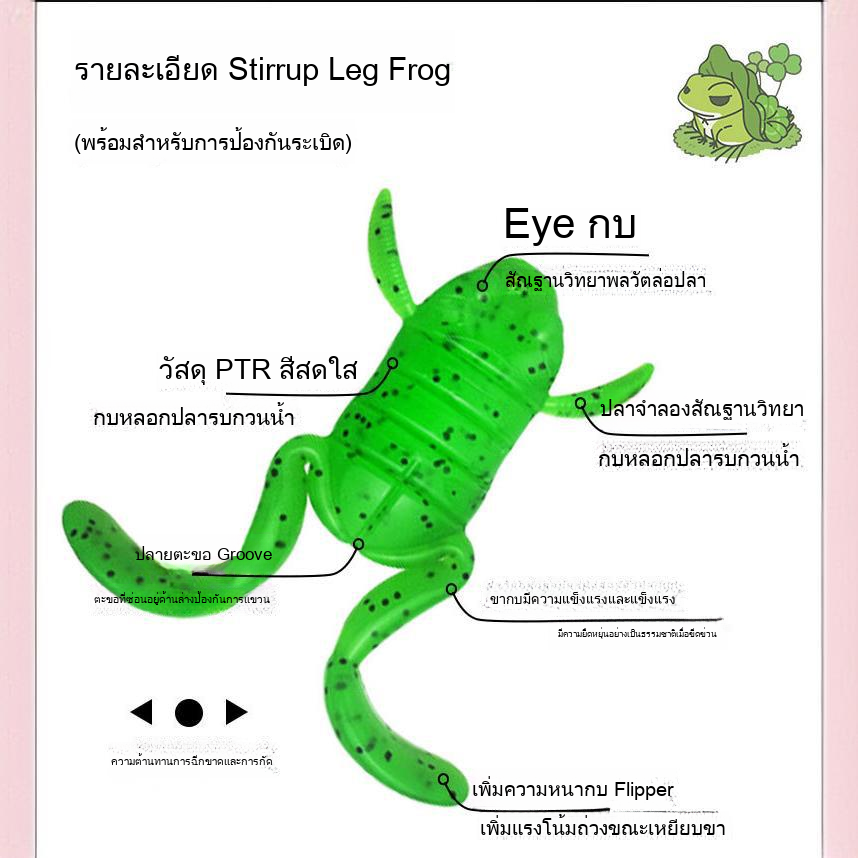 รายละเอียด Stirrup Leg Frog
(พร้อมสำหรับการป้องกันระเบิด)
Eye กบ
สัณฐานวิทยาพลวัตล่อปลา
วัสดุ PTR สีสดใส
กบหลอกปลารบกวนน้ำ
ปลาจำลองสัณฐานวิทยา
กบหลอกปลารบกวนน้ำ
ปลายตะขอ Groove
ตะขอที่ซ่อนอยู่ด้านล่างป้องกันการแขวน
ขากบมีความแข็งแรงและแข็งแรง
มีความยืดหยุ่นอย่างเป็นธรรมชาติเมื่อขีดข่วน
ความต้านทานการฉีกขาดและการกัด
เพิ่มความหนากบ Flipper
เพิ่มแรงโน้มถ่วงขณะเหยียบขา